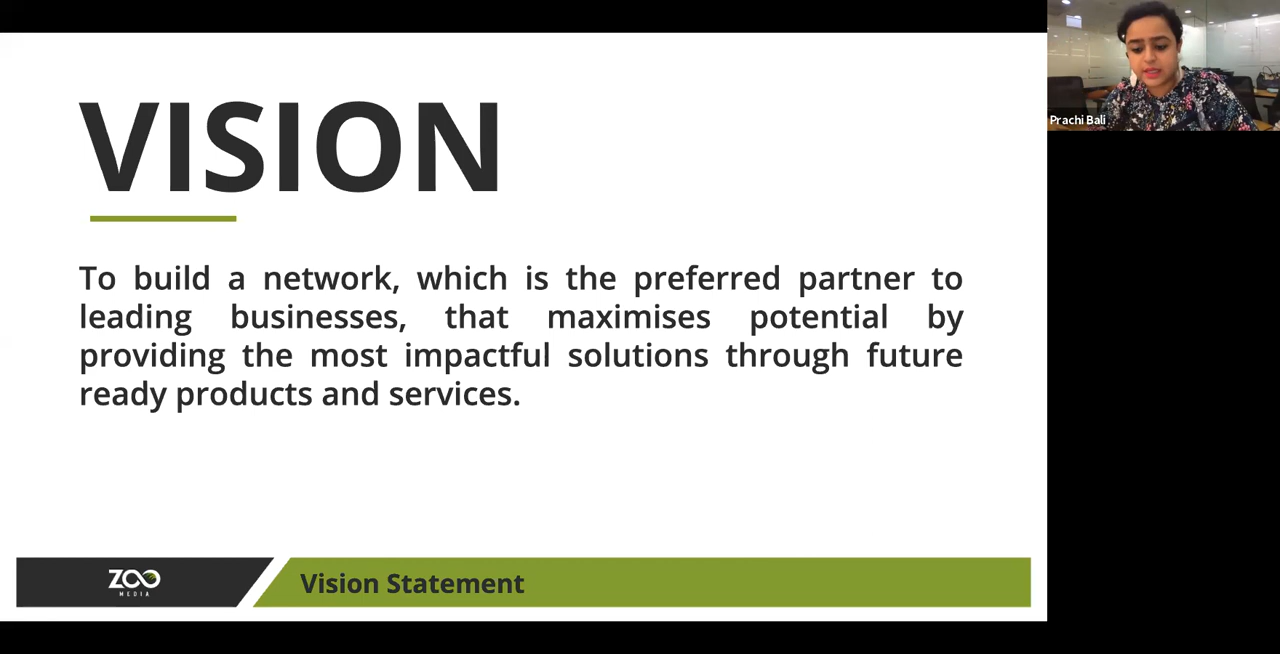 VISION
To build a network, which is the preferred partner to
leading businesses, that maximises potential by
providing the most impactful solutions through future
ready products and services.
ZOO
MEDIA
Vision Statement
Prachi Bali